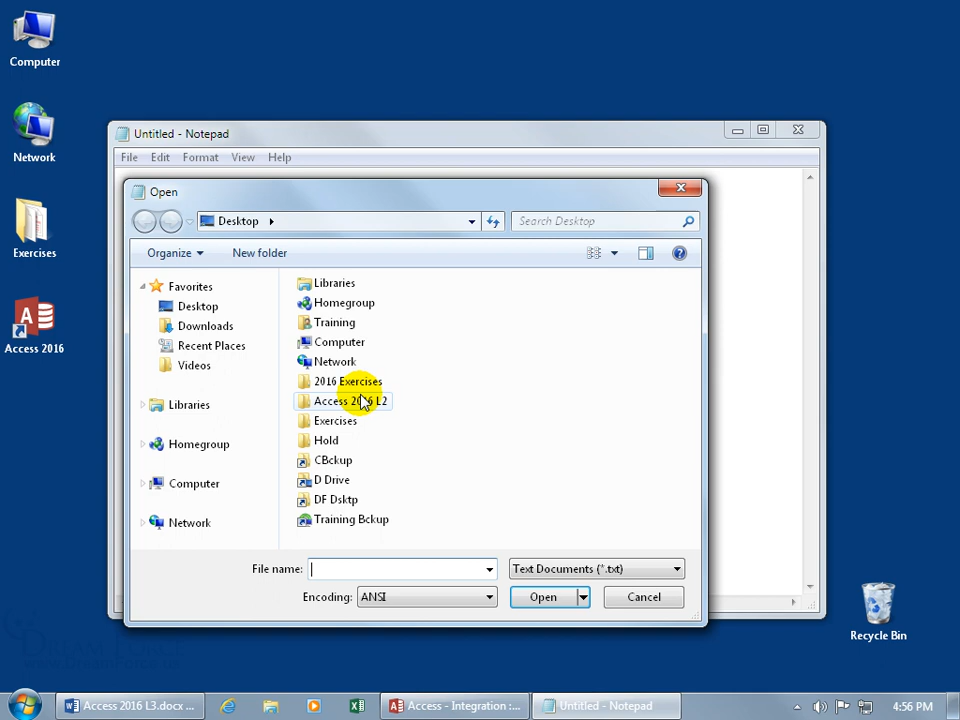 Computer
Network
Exercises
Access 2016
Untitled - Notepad
File Edit Format View Help
Open
Desktop
Search Desktop
Organize
New folder
Favorites
Desktop
Downloads
Recent Places
Videos
Libraries
Homegroup
Computer
Network
Libraries
Homegroup
Training
Computer
Network
2016 Exercises
Access 2016 L2
Exercises
Hold
CBckup
D Drive
DF Dsktp
Training Bckup
File name:
Text Documents (*.txt)
Encoding: ANSI
Open
Cancel
Recycle Bin
Access 2016 L3.docx ...
Access - Integration :...
Untitled - Notepad
4:56 PM